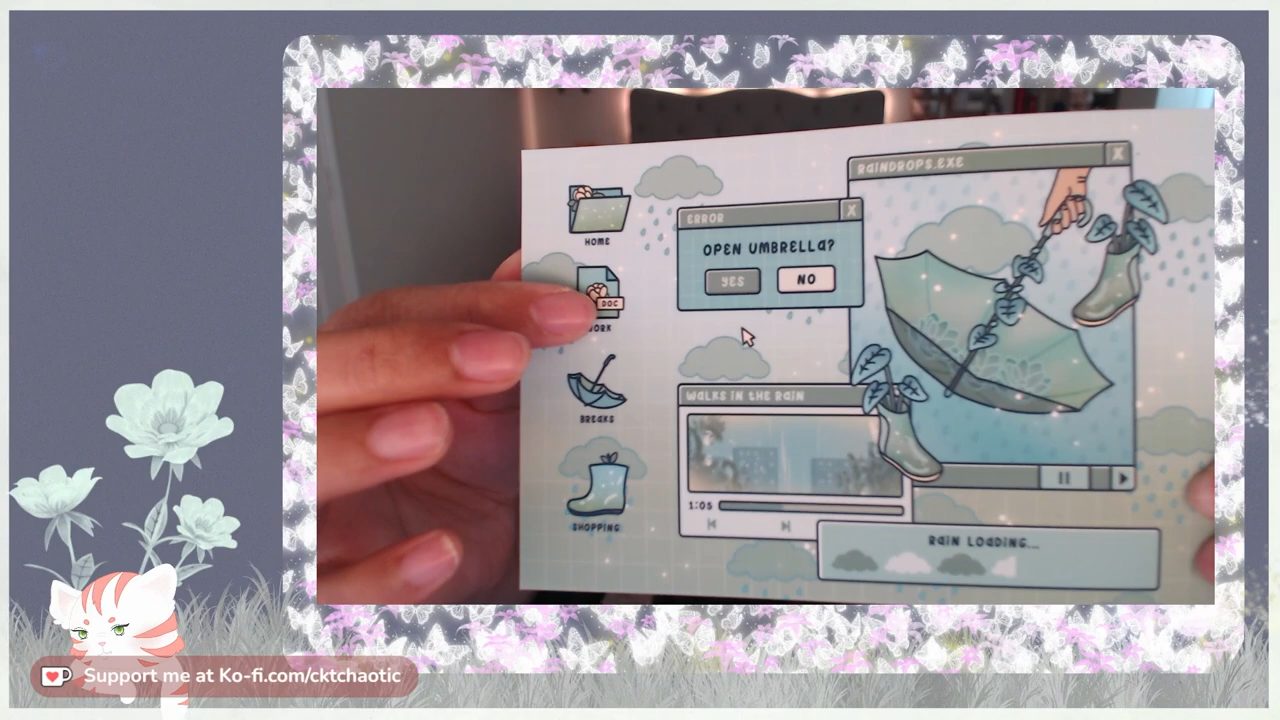 RAINDROPS.EXE
X
HOME
ERROR
X
OPEN UMBRELLA?
YES
NO
DOC
WORK
BREAKS
WALKS IN THE RAIN
1:05
SHOPPING
RAIN LOADING...
Support me at Ko-fi.com/cktchaotic